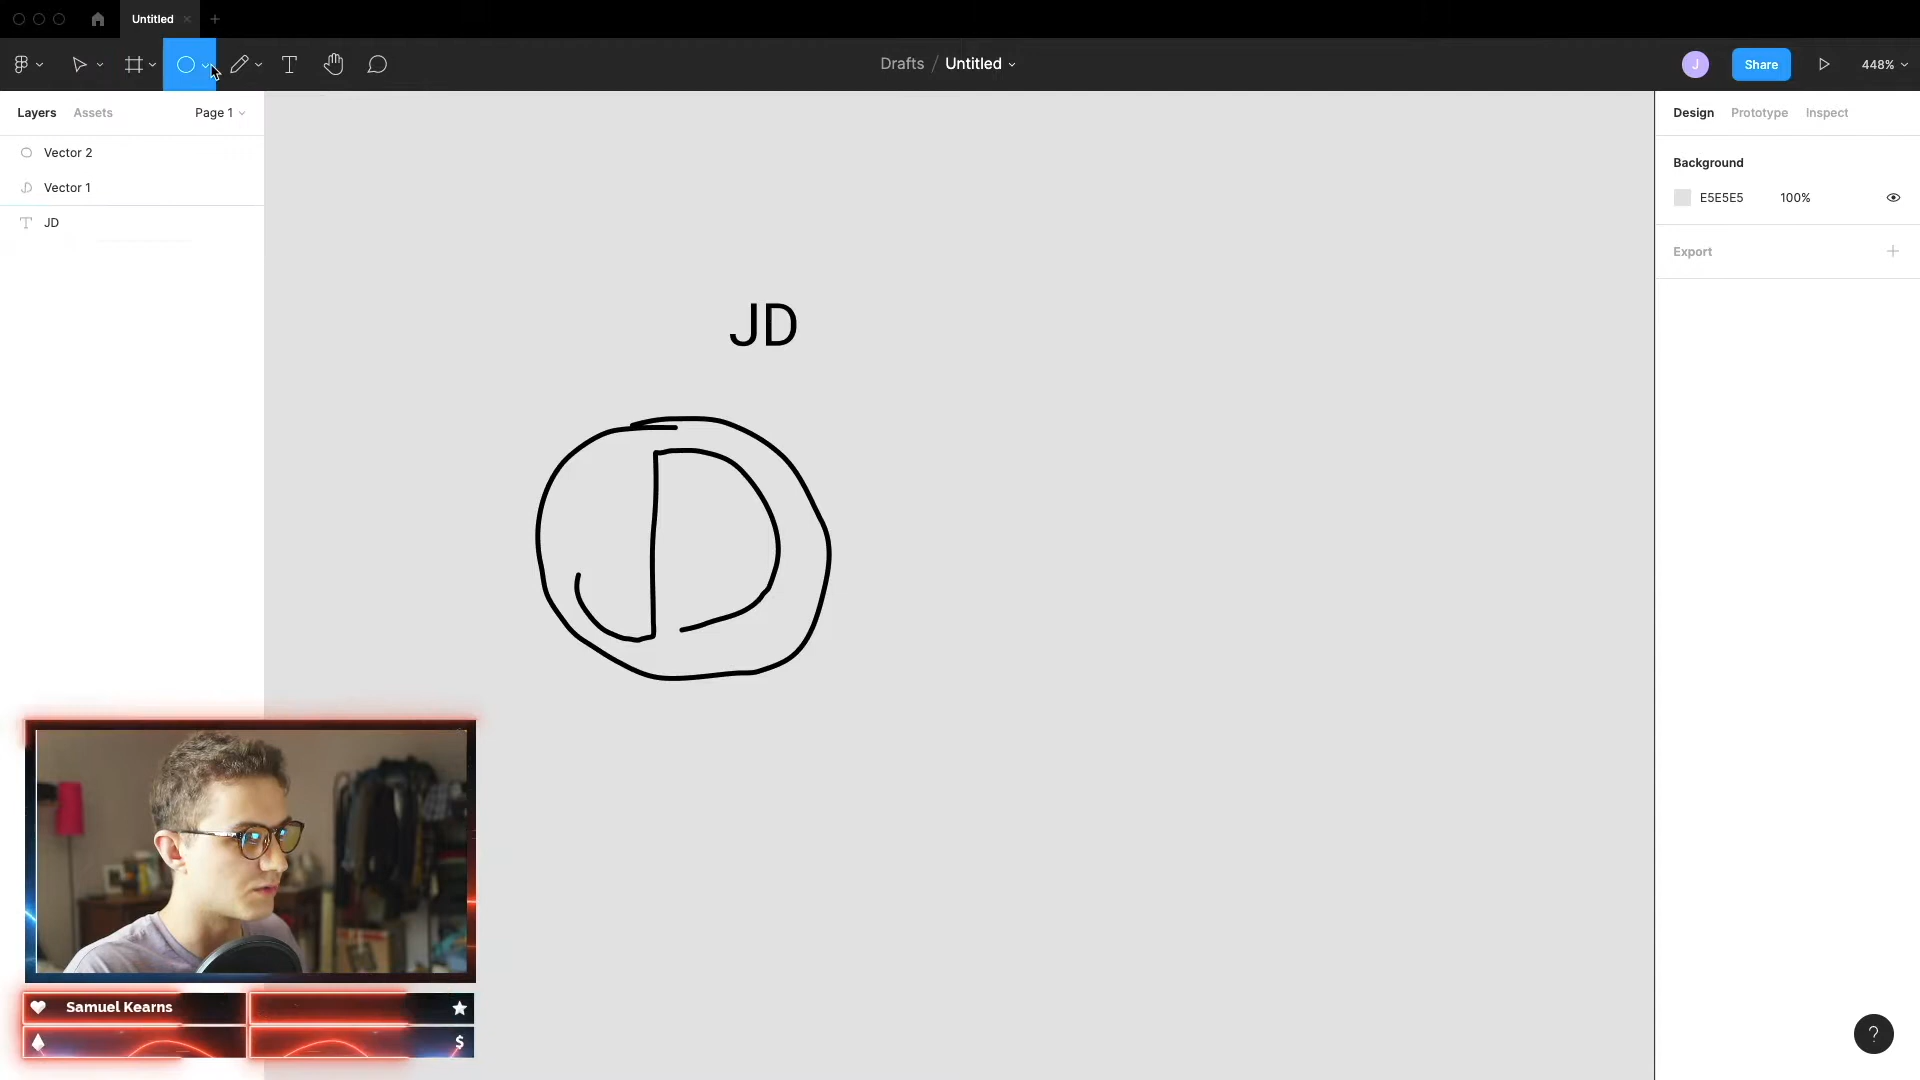 Untitled
Drafts / Untitled
J
Share
448%
Layers
Assets
Page 1
Vector 2
Vector 1
JD
Design
Prototype
Inspect
Background
E5E5E5
100%
Export
JD
JD
Samuel Kearns
$
?